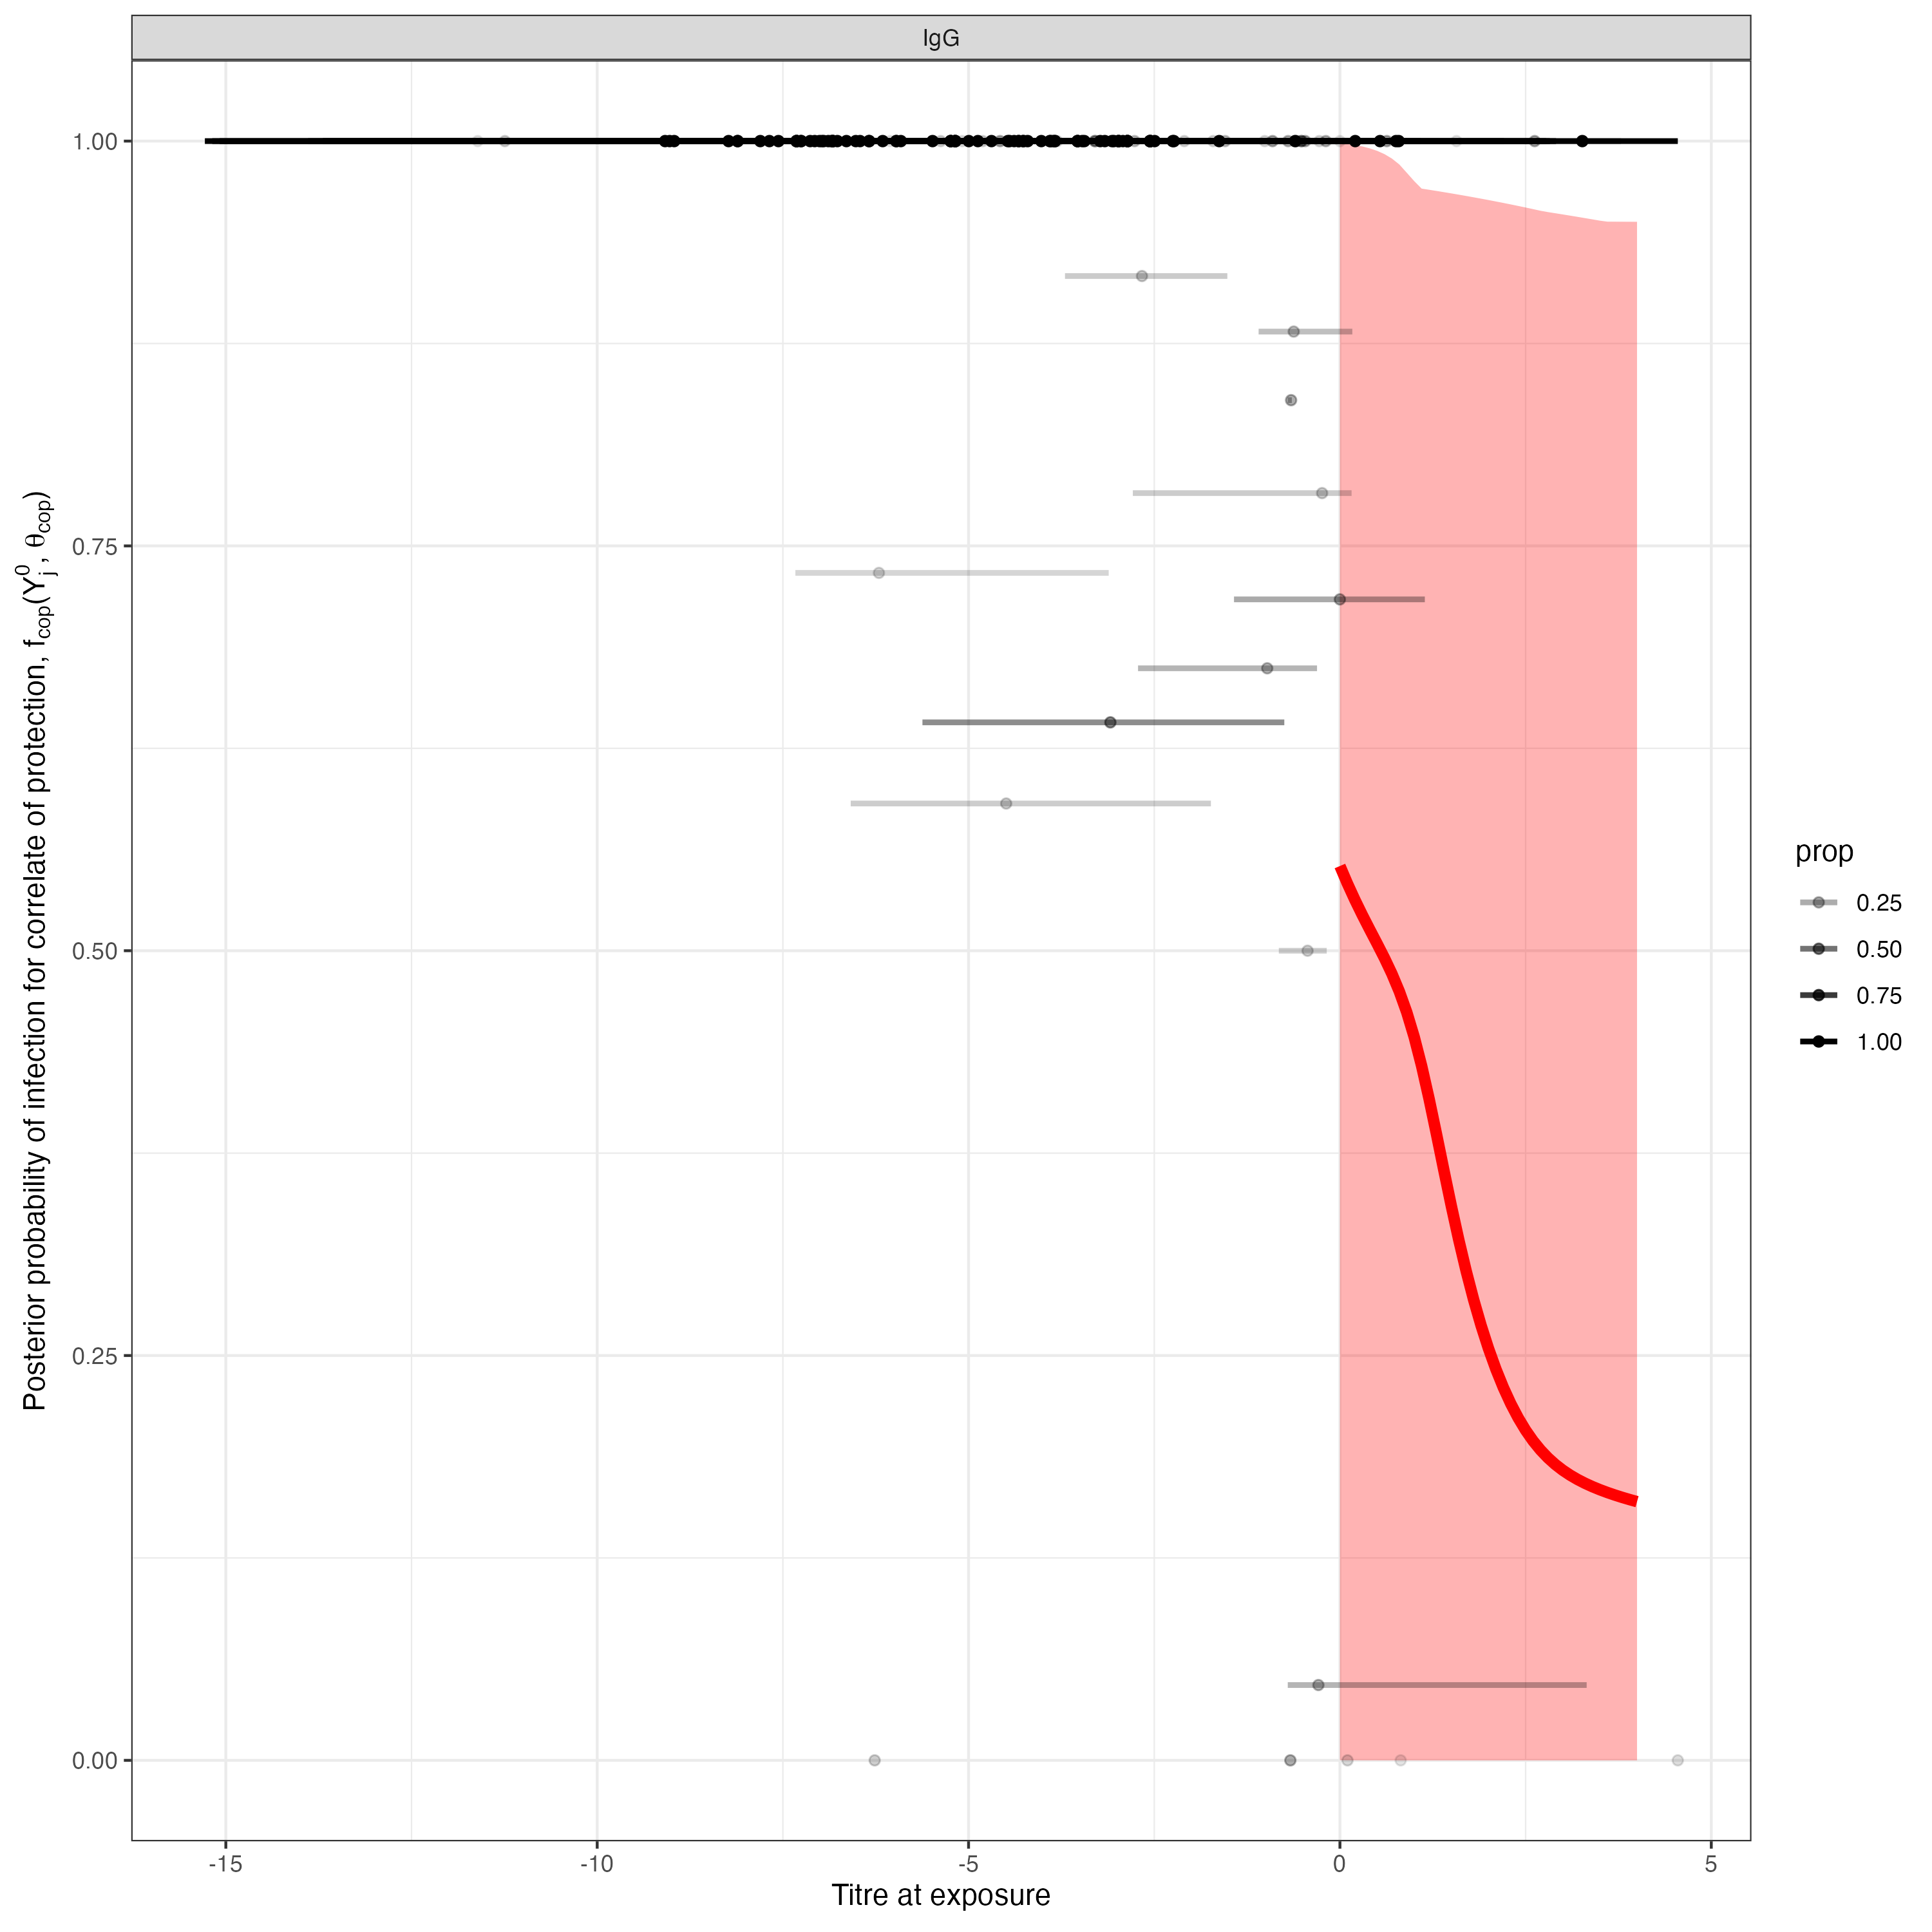 IgG
Posterior probability of infection for correlate of protection, f_cop(Y_j^0, θ_cop)
1.00
0.75
0.50
0.25
0.00
-15 -10 -5 0 5
Titre at exposure
prop
0.25
0.50
0.75
1.00